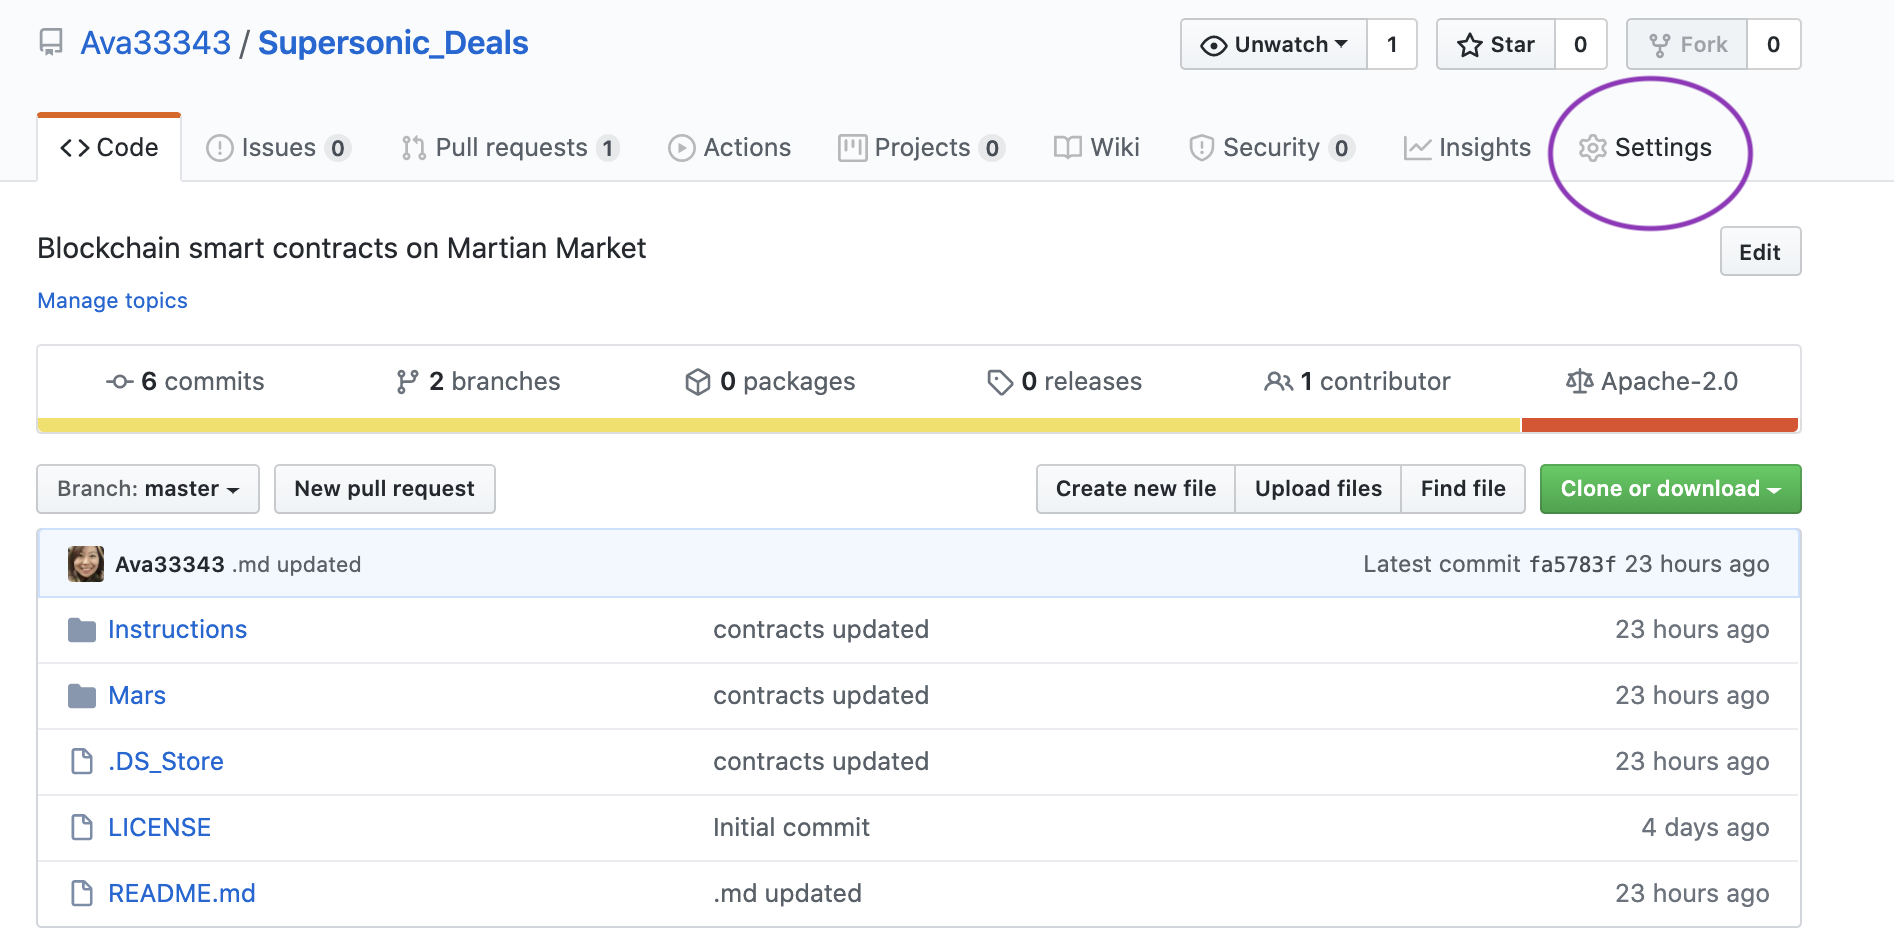 Ava33343 / Supersonic_Deals
Unwatch 1 Star 0 Fork 0
Code Issues 0 Pull requests 1 Actions Projects 0 Wiki Security 0 Insights Settings
Blockchain smart contracts on Martian Market
Edit
Manage topics
6 commits 2 branches 0 packages 0 releases 1 contributor Apache-2.0
Branch: master New pull request Create new file Upload files Find file Clone or download
Ava33343 .md updated Latest commit fa5783f 23 hours ago
Instructions contracts updated 23 hours ago
Mars contracts updated 23 hours ago
.DS_Store contracts updated 23 hours ago
LICENSE Initial commit 4 days ago
README.md .md updated 23 hours ago